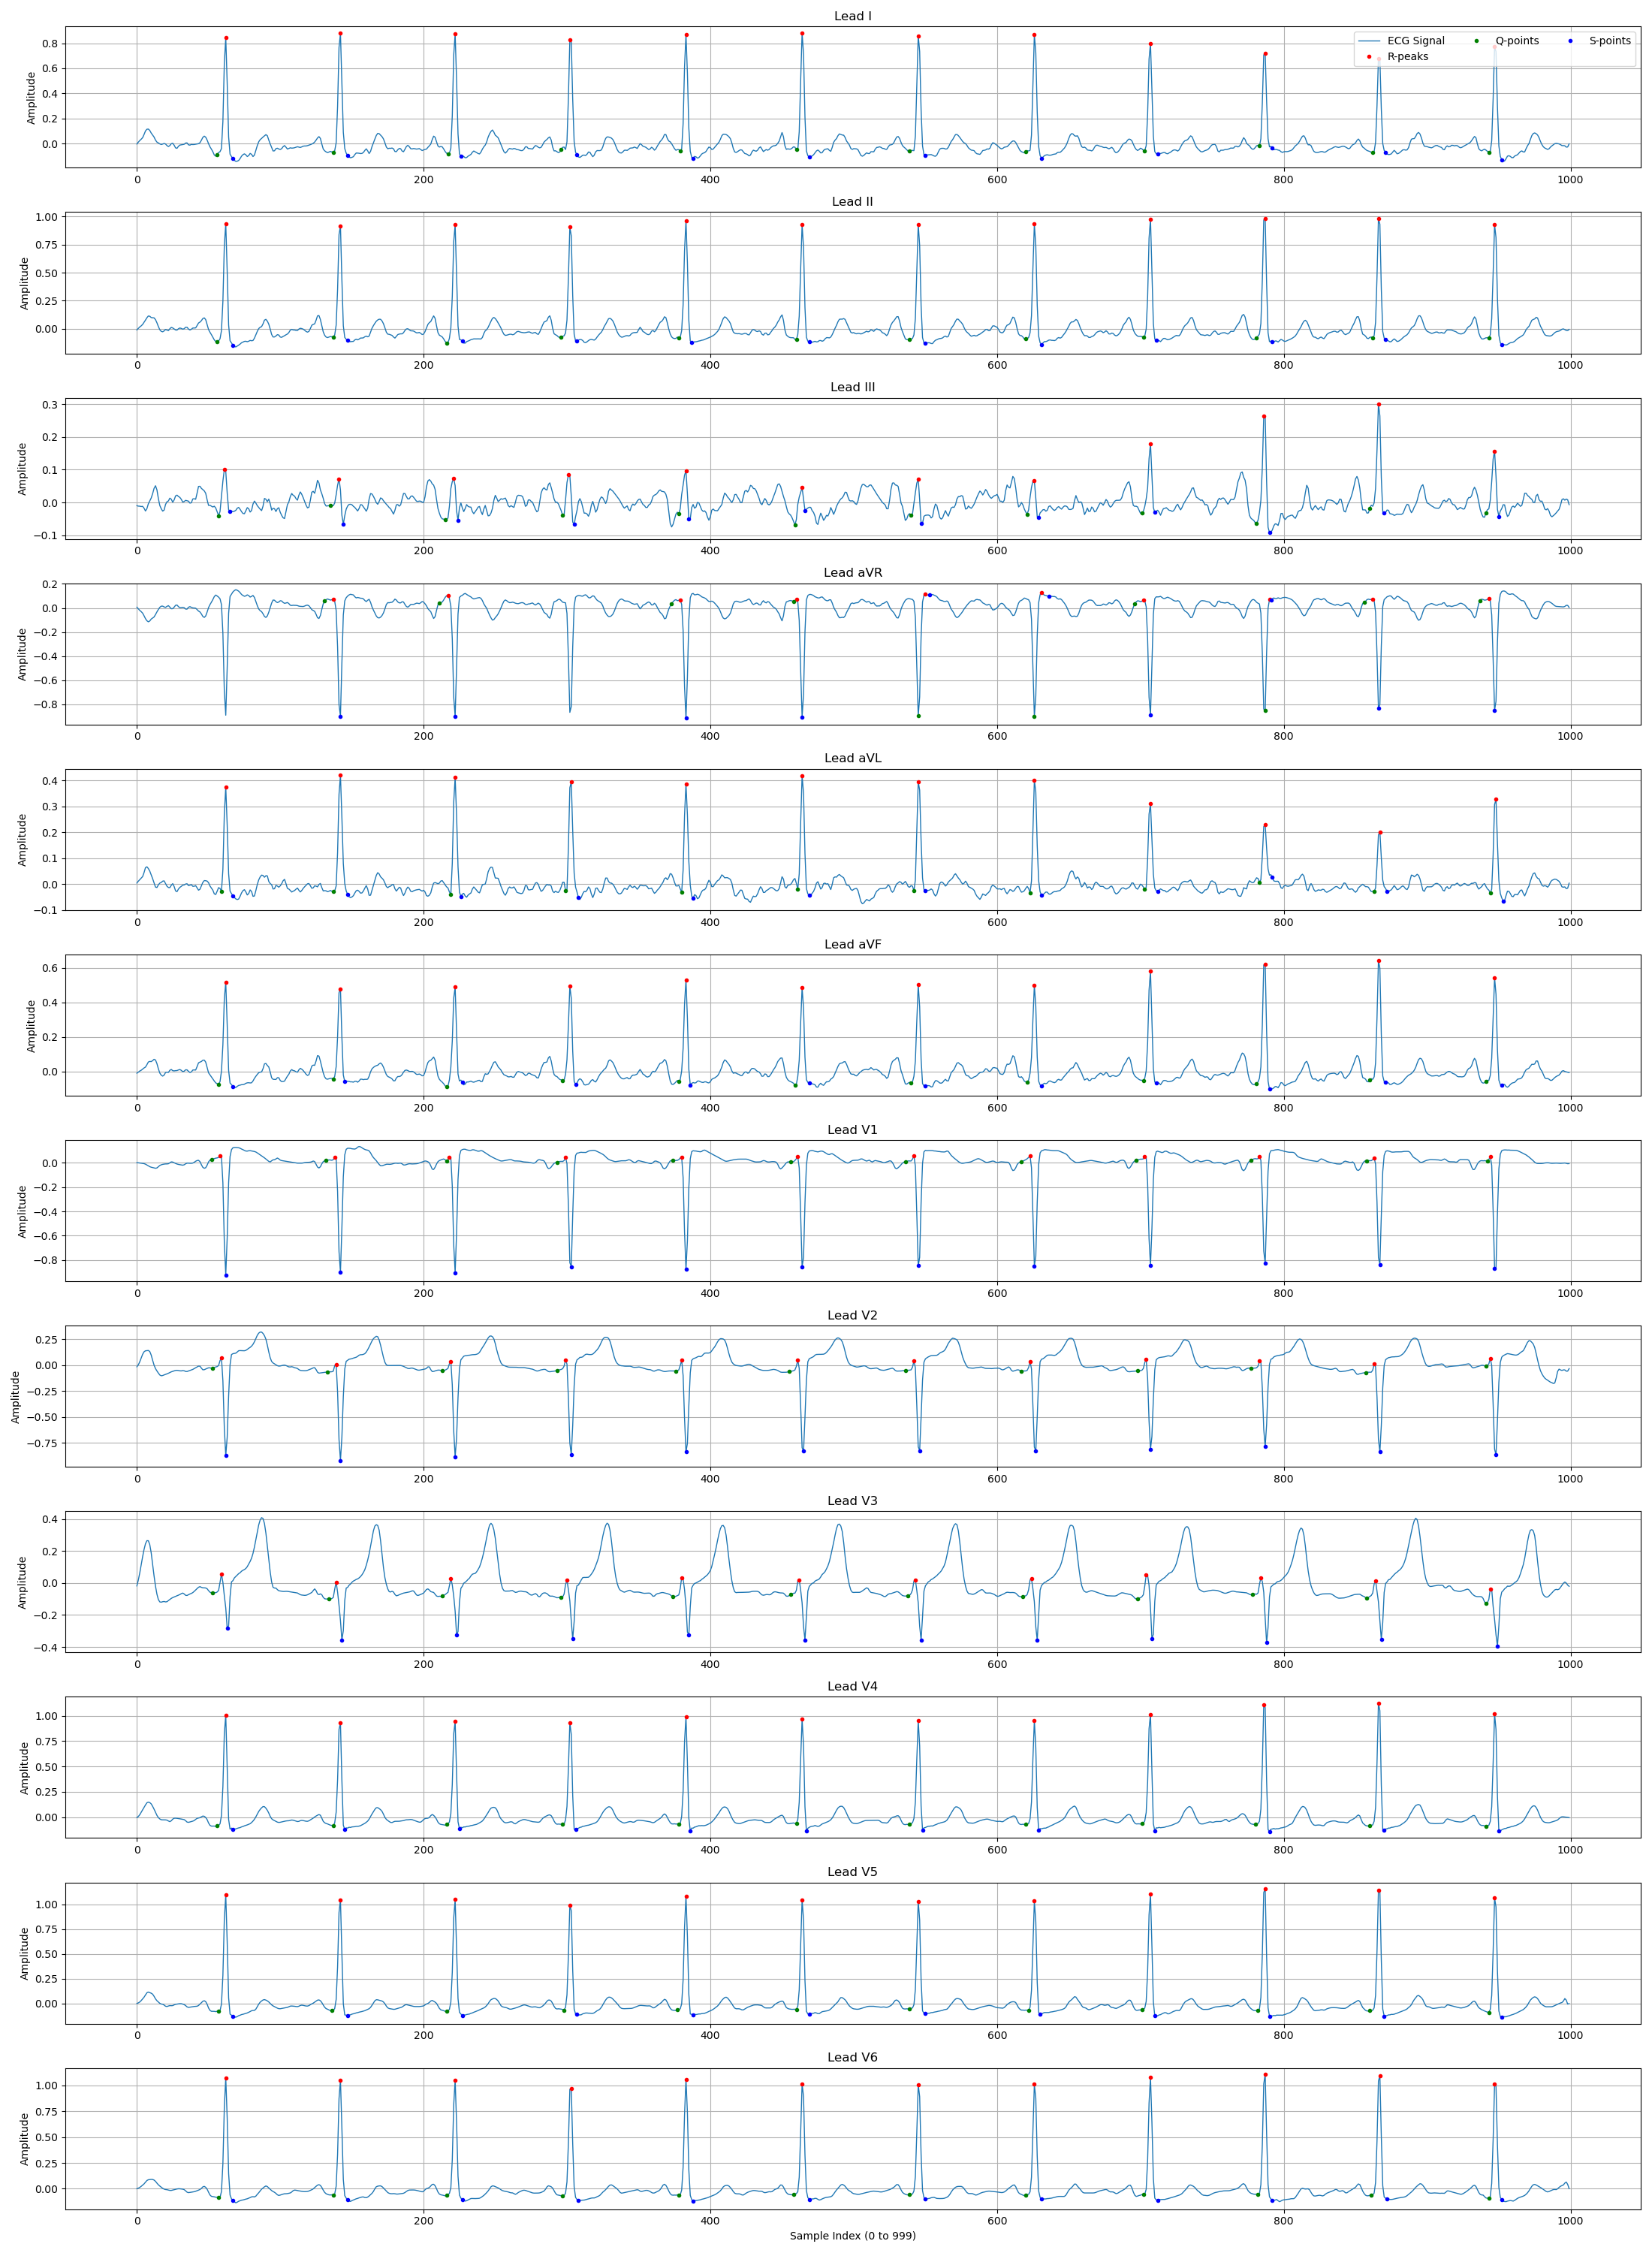 Lead I
Amplitude
0.8
0.6
0.4
0.2
0.0
ECG Signal
R-peaks
Q-points
S-points
0 200 400 600 800 1000
Lead II
Amplitude
1.00
0.75
0.50
0.25
0.00
0 200 400 600 800 1000
Lead III
Amplitude
0.3
0.2
0.1
0.0
−0.1
0 200 400 600 800 1000
Lead aVR
Amplitude
0.2
0.0
−0.2
−0.4
−0.6
−0.8
0 200 400 600 800 1000
Lead aVL
Amplitude
0.4
0.3
0.2
0.1
0.0
−0.1
0 200 400 600 800 1000
Lead aVF
Amplitude
0.6
0.4
0.2
0.0
0 200 400 600 800 1000
Lead V1
Amplitude
0.0
−0.2
−0.4
−0.6
−0.8
0 200 400 600 800 1000
Lead V2
Amplitude
0.25
0.00
−0.25
−0.50
−0.75
0 200 400 600 800 1000
Lead V3
Amplitude
0.4
0.2
0.0
−0.2
−0.4
0 200 400 600 800 1000
Lead V4
Amplitude
1.00
0.75
0.50
0.25
0.00
0 200 400 600 800 1000
Lead V5
Amplitude
1.00
0.75
0.50
0.25
0.00
0 200 400 600 800 1000
Lead V6
Amplitude
1.00
0.75
0.50
0.25
0.00
0 200 400 600 800 1000
Sample Index (0 to 999)